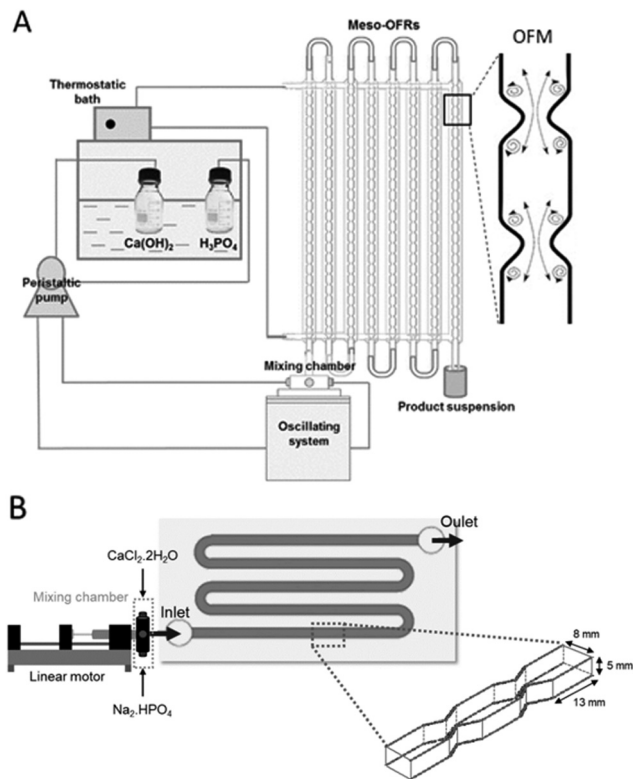 A
Meso-OFRs
OFM
Thermostatic
bath
Ca(OH)₂
H₃PO₄
Peristaltic
pump
Mixing chamber
Oscillating
system
Product suspension
B
CaCl₂.2H₂O
Mixing chamber
Inlet
Oulet
Linear motor
Na₂.HPO₄
8 mm
5 mm
13 mm